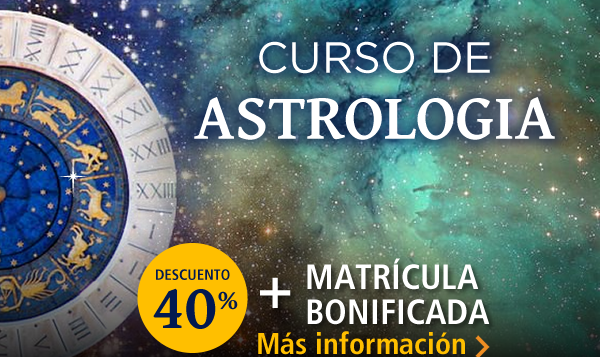 CURSO DE
ASTROLOGIA
DESCUENTO
40%
+ MATRÍCULA
BONIFICADA
Más información >